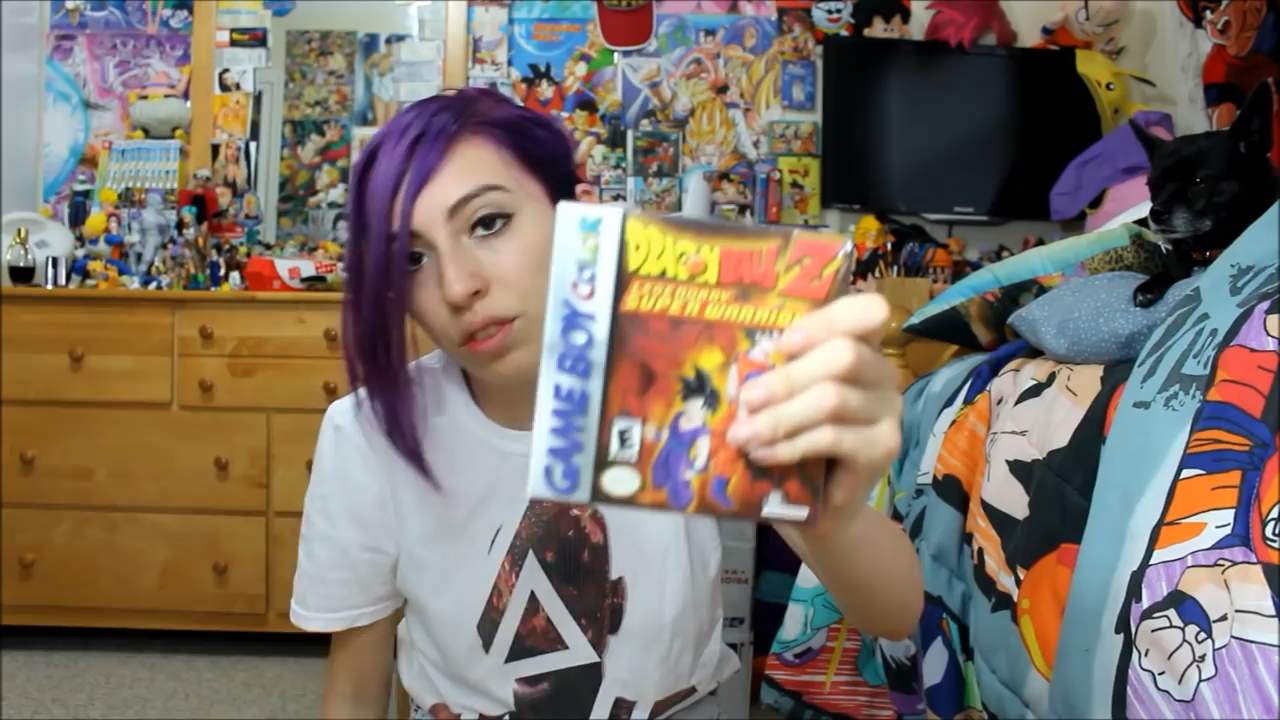 DRAGON BALL Z
LEGENDARY
SUPER WARRIORS
GAME BOY COLOR
E